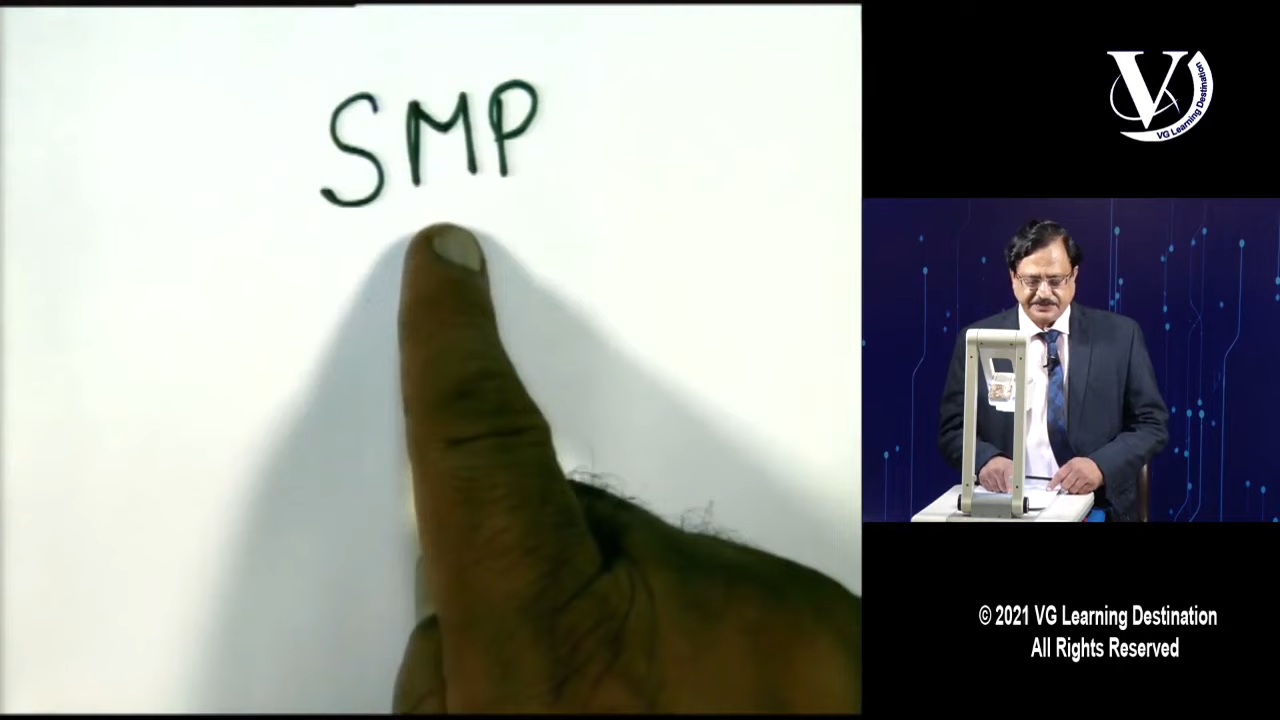 SMP
V
VG Learning Destination
© 2021 VG Learning Destination
All Rights Reserved